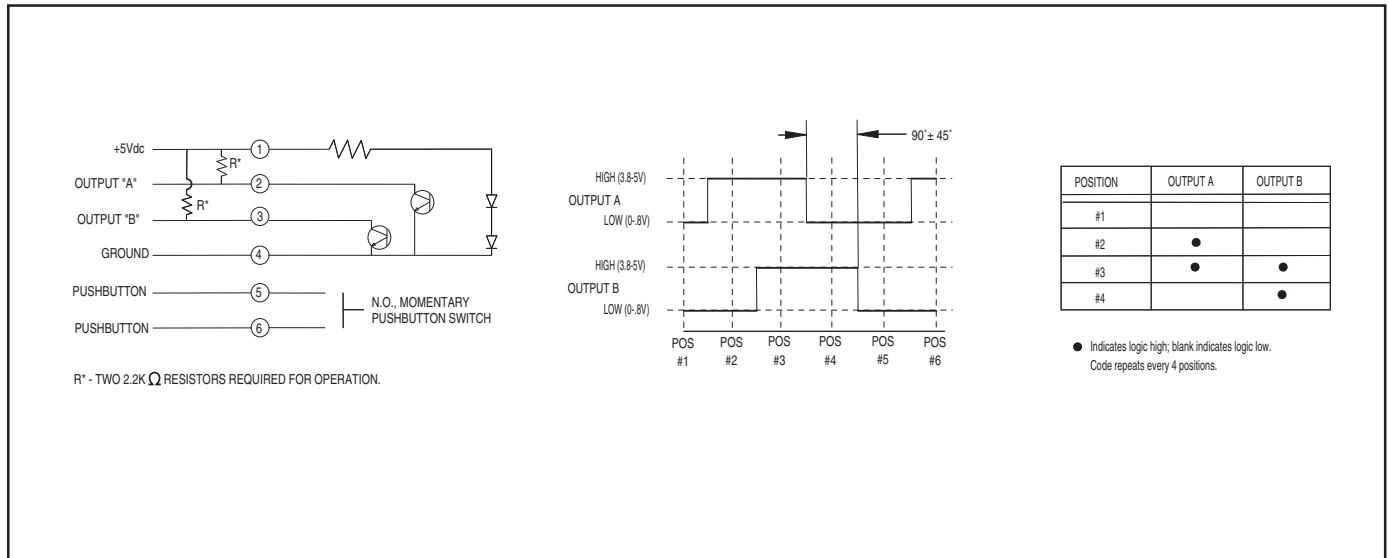 +5Vdc
1
R*
OUTPUT "A"
2
R*
OUTPUT "B"
3
GROUND
4
PUSHBUTTON
5
N.O., MOMENTARY
PUSHBUTTON SWITCH
PUSHBUTTON
6
R* - TWO 2.2K Ω RESISTORS REQUIRED FOR OPERATION.
90°± 45°
HIGH (3.8-5V)
OUTPUT A
LOW (0-.8V)
HIGH (3.8-5V)
OUTPUT B
LOW (0-.8V)
POS POS POS POS POS POS
#1 #2 #3 #4 #5 #6
POSITION OUTPUT A OUTPUT B
#1
#2 ●
#3 ● ●
#4 ●
● Indicates logic high; blank indicates logic low.
Code repeats every 4 positions.